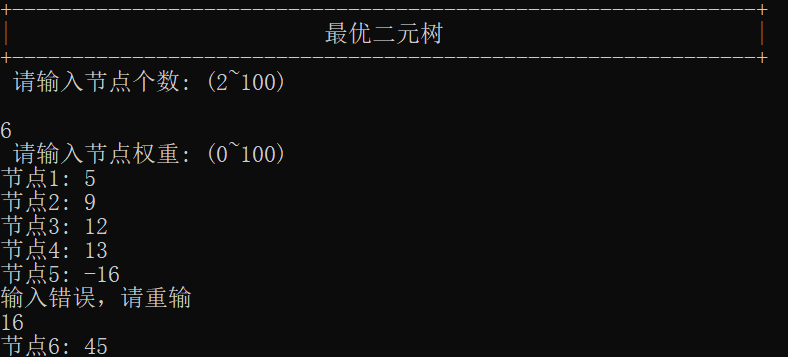 +--------------------------------------------------------------+
|                          最优二元树                          |
+--------------------------------------------------------------+
 请输入节点个数: (2~100)

6
 请输入节点权重: (0~100)
节点1: 5
节点2: 9
节点3: 12
节点4: 13
节点5: -16
输入错误，请重输
16
节点6: 45